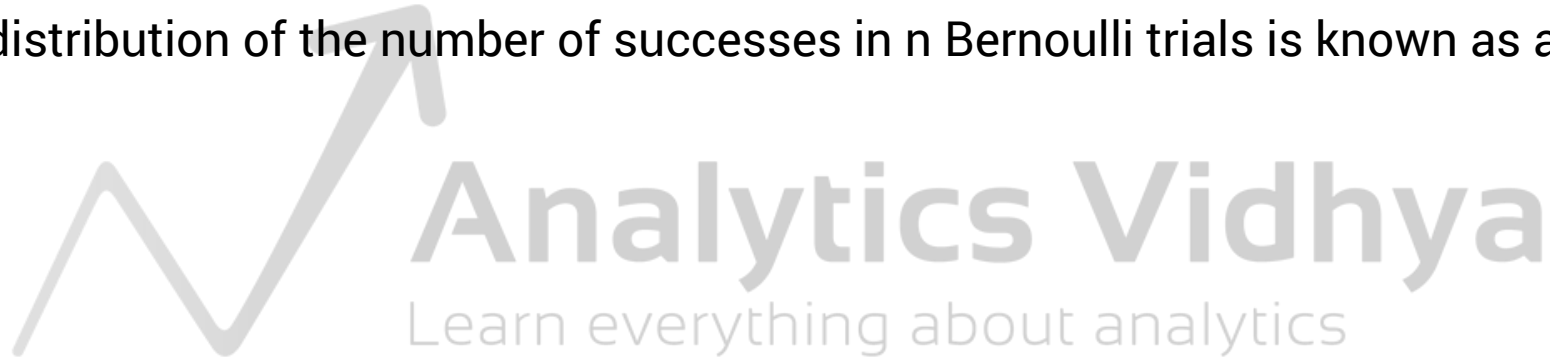 distribution of the number of successes in n Bernoulli trials is known as a
Analytics Vidhya
Learn everything about analytics